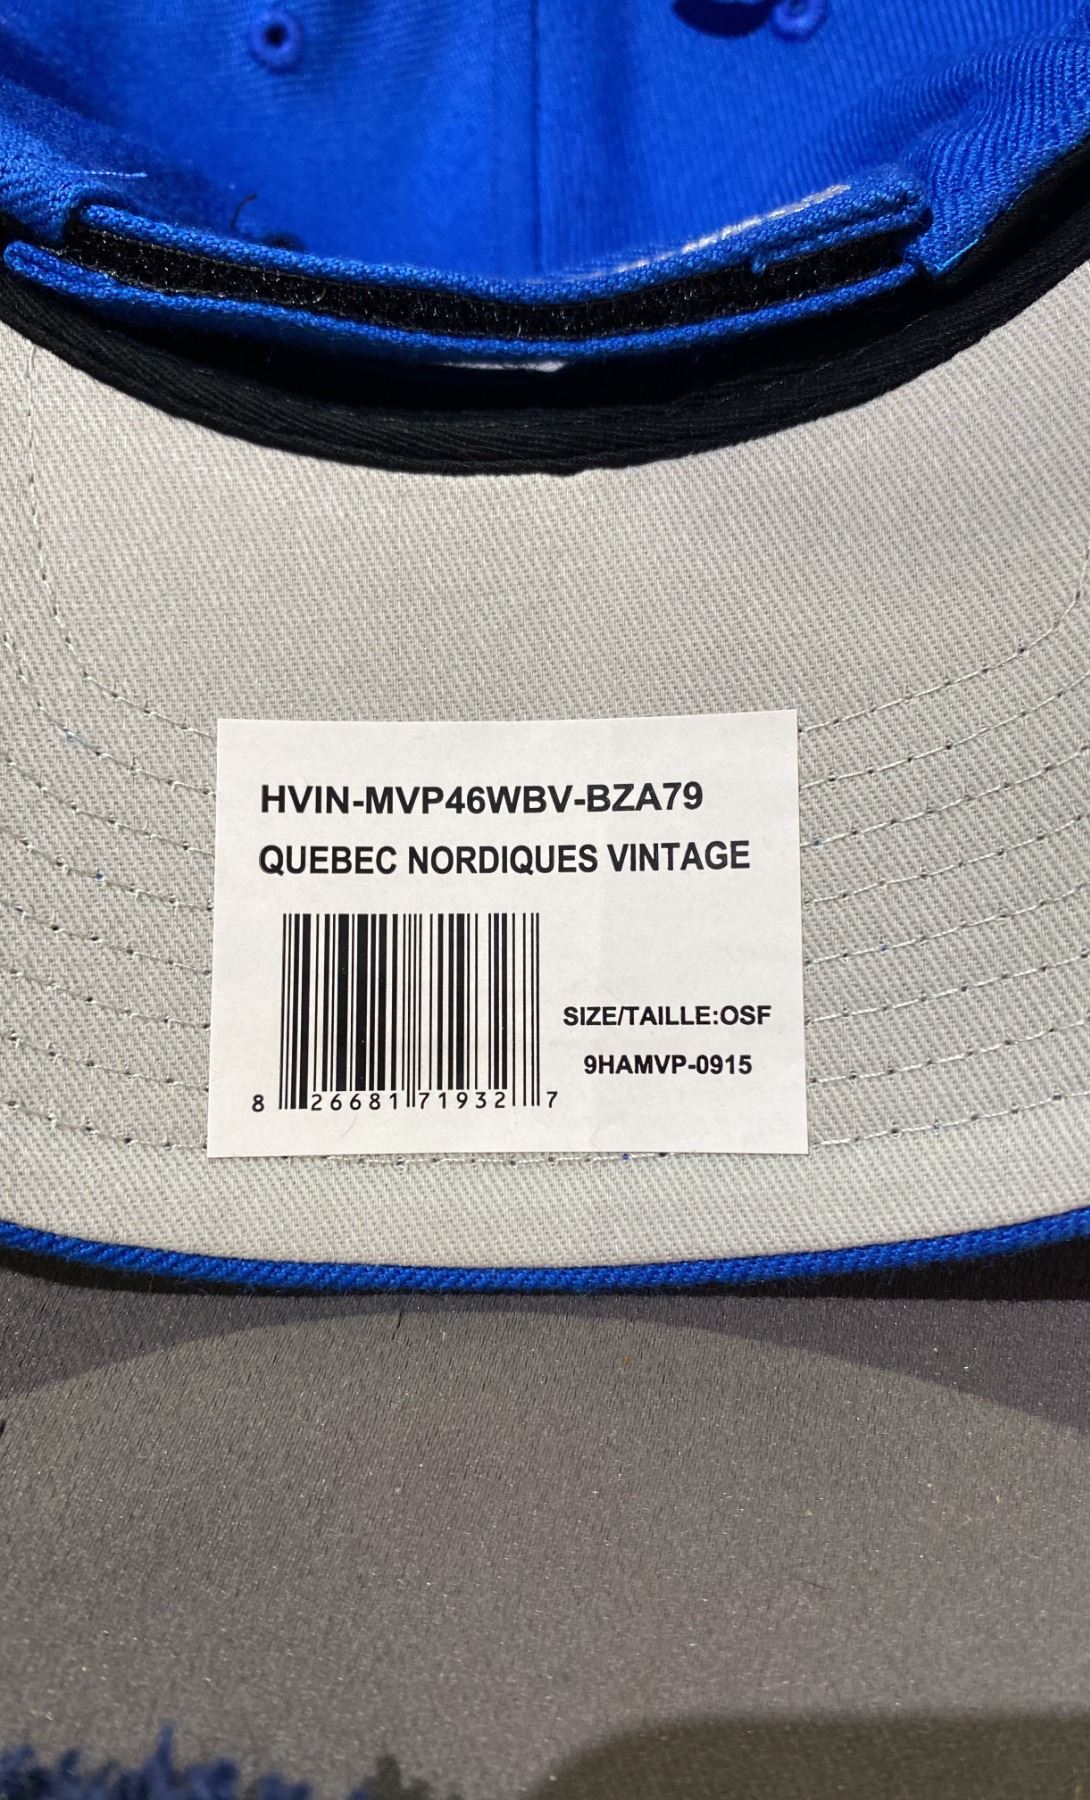 HVIN-MVP46WBV-BZA79
QUEBEC NORDIQUES VINTAGE
SIZE/TAILLE:OSF
9HAMVP-0915
8 26681 71932 7